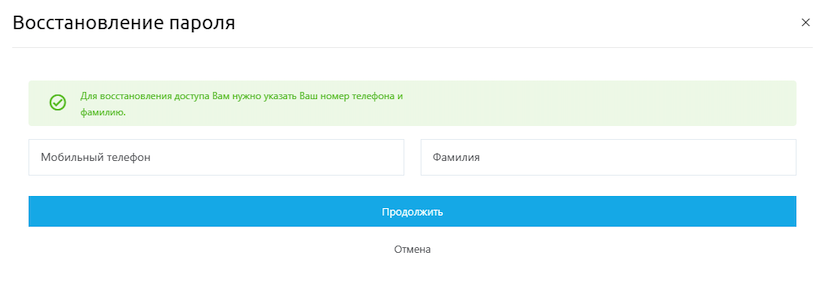 Восстановление пароля
Для восстановления доступа Вам нужно указать Ваш номер телефона и
фамилию.
Мобильный телефон
Фамилия
Продолжить
Отмена